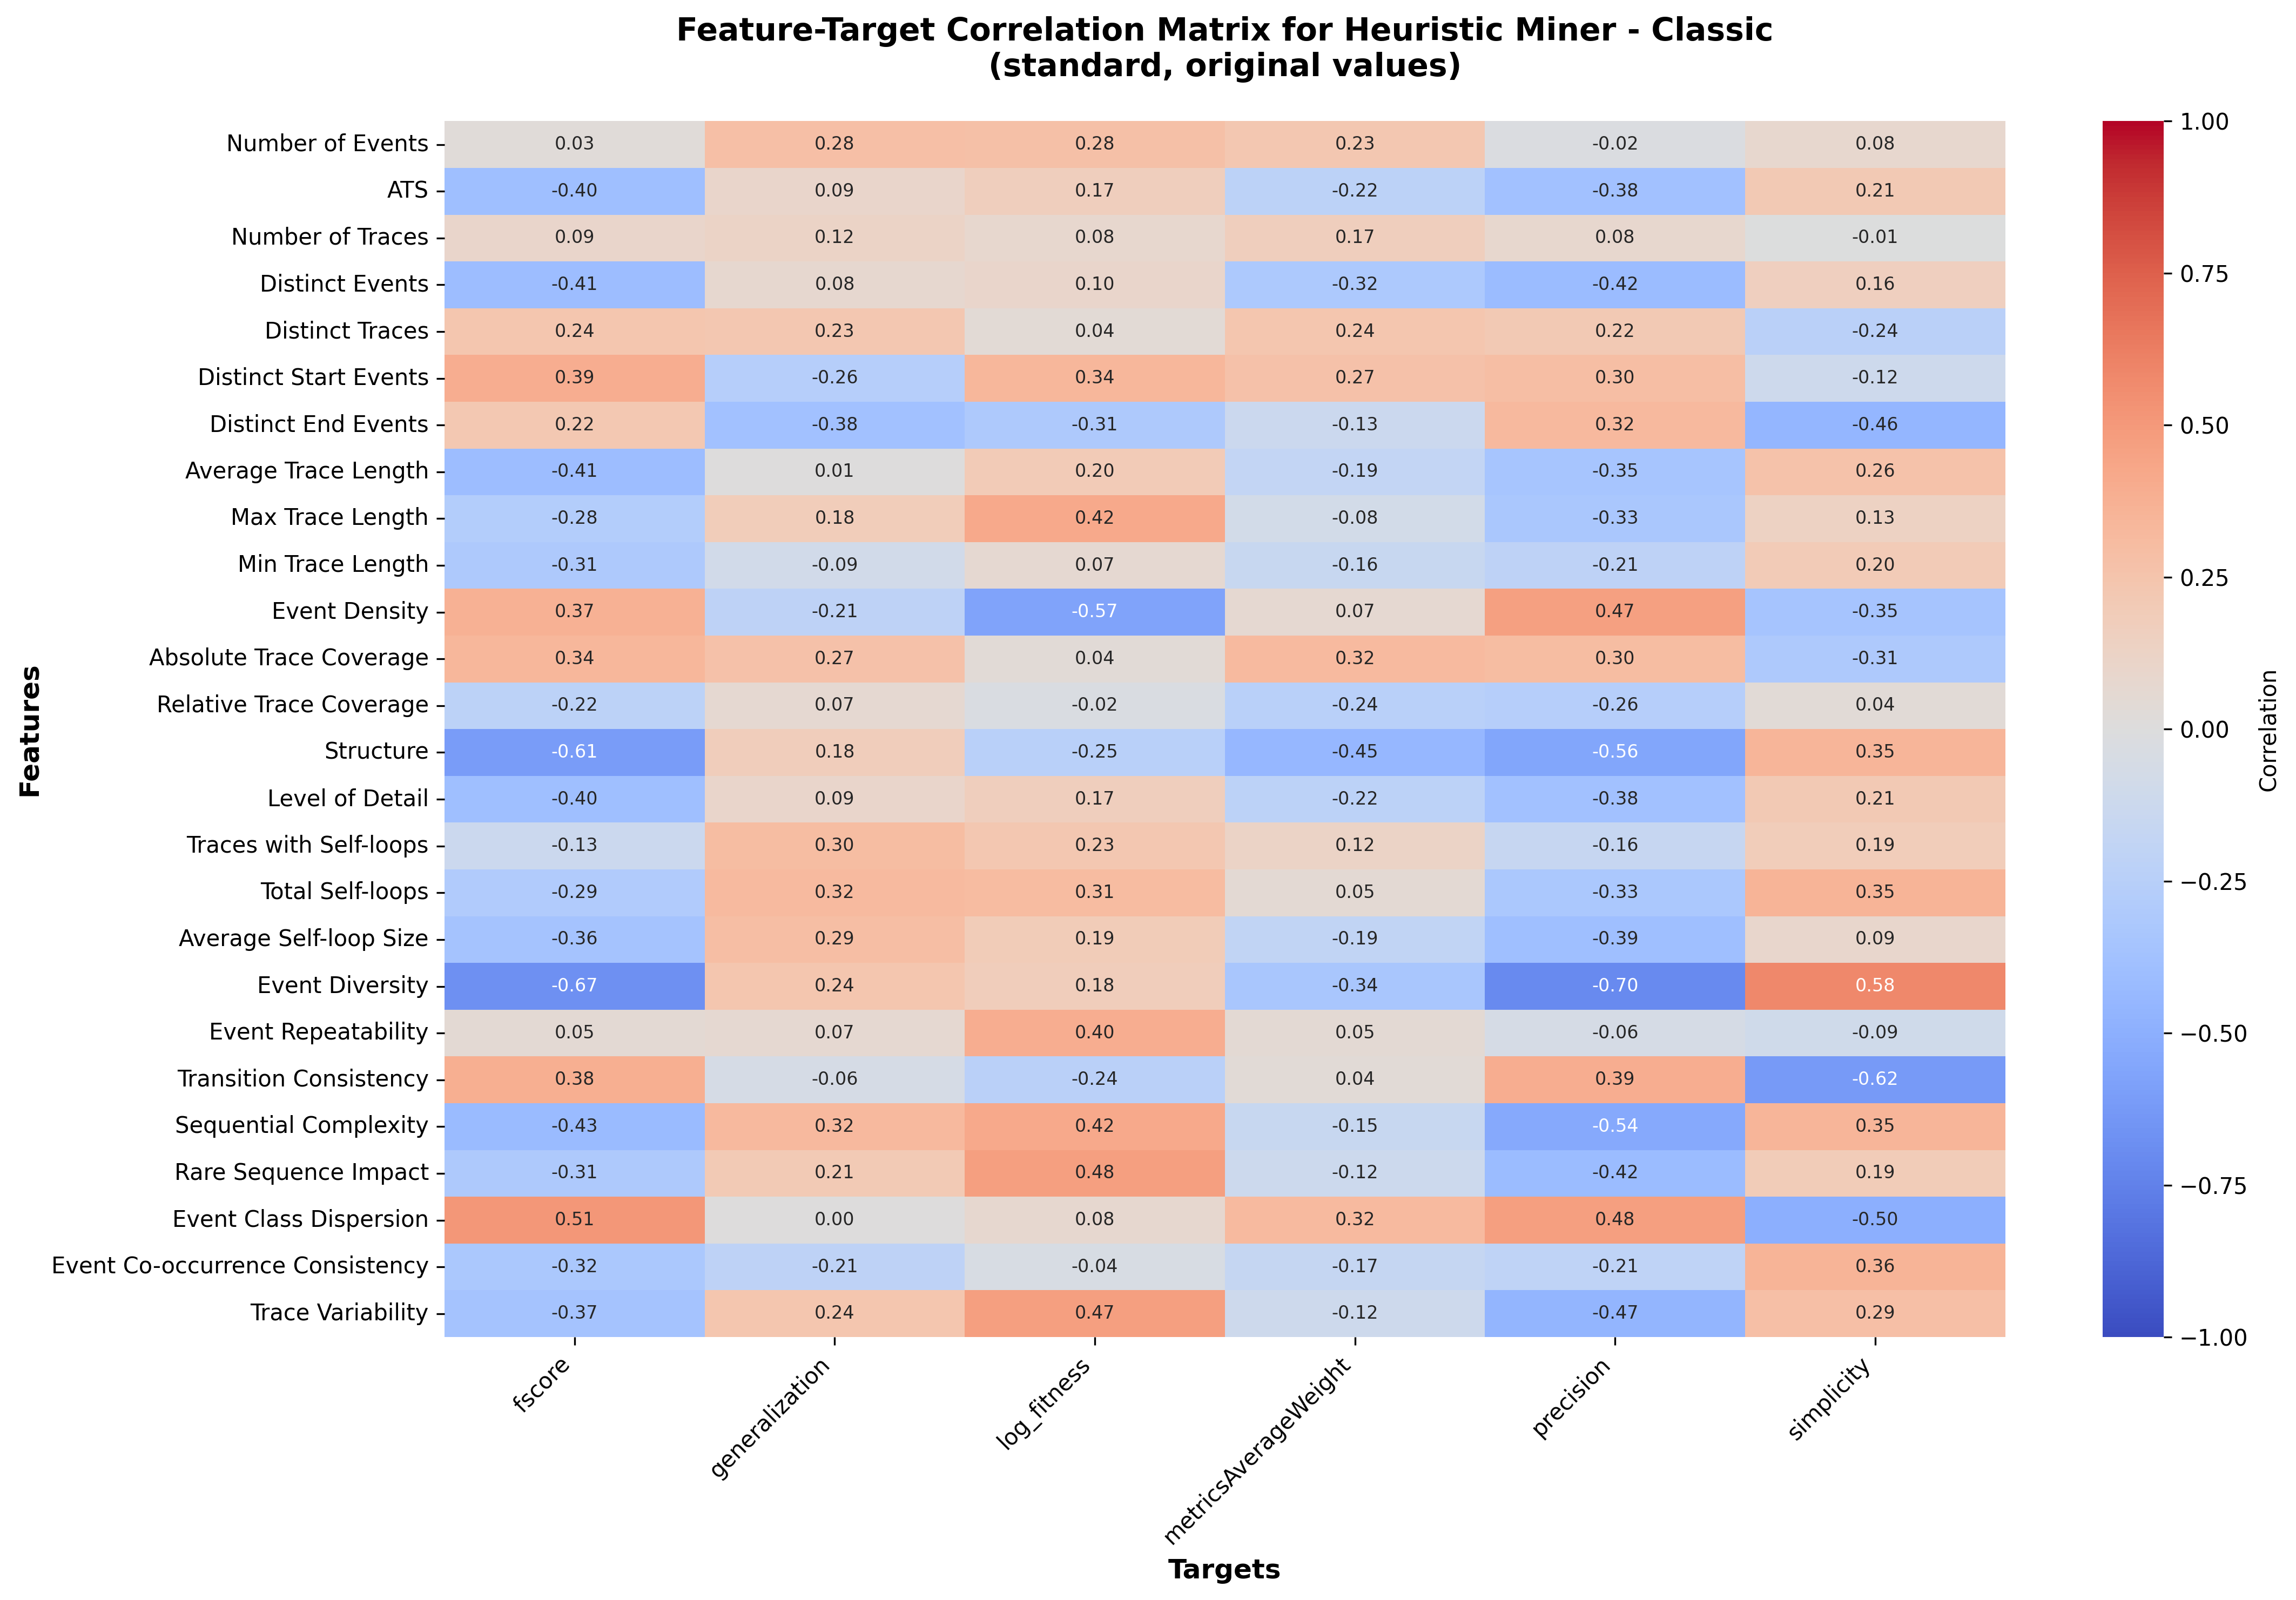 Feature-Target Correlation Matrix for Heuristic Miner - Classic
(standard, original values)
Features
Number of Events 0.03 0.28 0.28 0.23 -0.02 0.08
ATS -0.40 0.09 0.17 -0.22 -0.38 0.21
Number of Traces 0.09 0.12 0.08 0.17 0.08 -0.01
Distinct Events -0.41 0.08 0.10 -0.32 -0.42 0.16
Distinct Traces 0.24 0.23 0.04 0.24 0.22 -0.24
Distinct Start Events 0.39 -0.26 0.34 0.27 0.30 -0.12
Distinct End Events 0.22 -0.38 -0.31 -0.13 0.32 -0.46
Average Trace Length -0.41 0.01 0.20 -0.19 -0.35 0.26
Max Trace Length -0.28 0.18 0.42 -0.08 -0.33 0.13
Min Trace Length -0.31 -0.09 0.07 -0.16 -0.21 0.20
Event Density 0.37 -0.21 -0.57 0.07 0.47 -0.35
Absolute Trace Coverage 0.34 0.27 0.04 0.32 0.30 -0.31
Relative Trace Coverage -0.22 0.07 -0.02 -0.24 -0.26 0.04
Structure -0.61 0.18 -0.25 -0.45 -0.56 0.35
Level of Detail -0.40 0.09 0.17 -0.22 -0.38 0.21
Traces with Self-loops -0.13 0.30 0.23 0.12 -0.16 0.19
Total Self-loops -0.29 0.32 0.31 0.05 -0.33 0.35
Average Self-loop Size -0.36 0.29 0.19 -0.19 -0.39 0.09
Event Diversity -0.67 0.24 0.18 -0.34 -0.70 0.58
Event Repeatability 0.05 0.07 0.40 0.05 -0.06 -0.09
Transition Consistency 0.38 -0.06 -0.24 0.04 0.39 -0.62
Sequential Complexity -0.43 0.32 0.42 -0.15 -0.54 0.35
Rare Sequence Impact -0.31 0.21 0.48 -0.12 -0.42 0.19
Event Class Dispersion 0.51 0.00 0.08 0.32 0.48 -0.50
Event Co-occurrence Consistency -0.32 -0.21 -0.04 -0.17 -0.21 0.36
Trace Variability -0.37 0.24 0.47 -0.12 -0.47 0.29
fscore generalization log_fitness metricsAverageWeight precision simplicity
Targets
1.00
0.75
0.50
0.25
0.00
−0.25
−0.50
−0.75
−1.00
Correlation